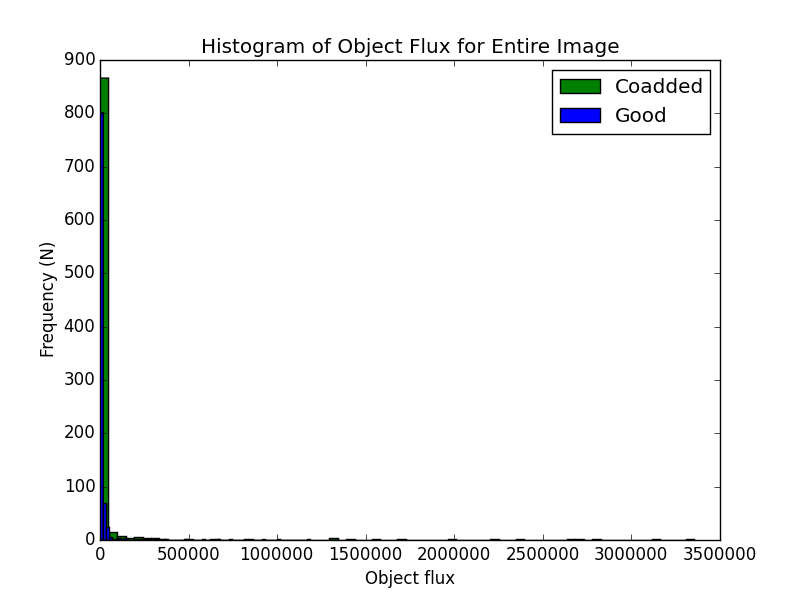 Histogram of Object Flux for Entire Image
900
800
700
600
500
400
300
200
100
0
Frequency (N)
Coadded
Good
0 500000 1000000 1500000 2000000 2500000 3000000 3500000
Object flux